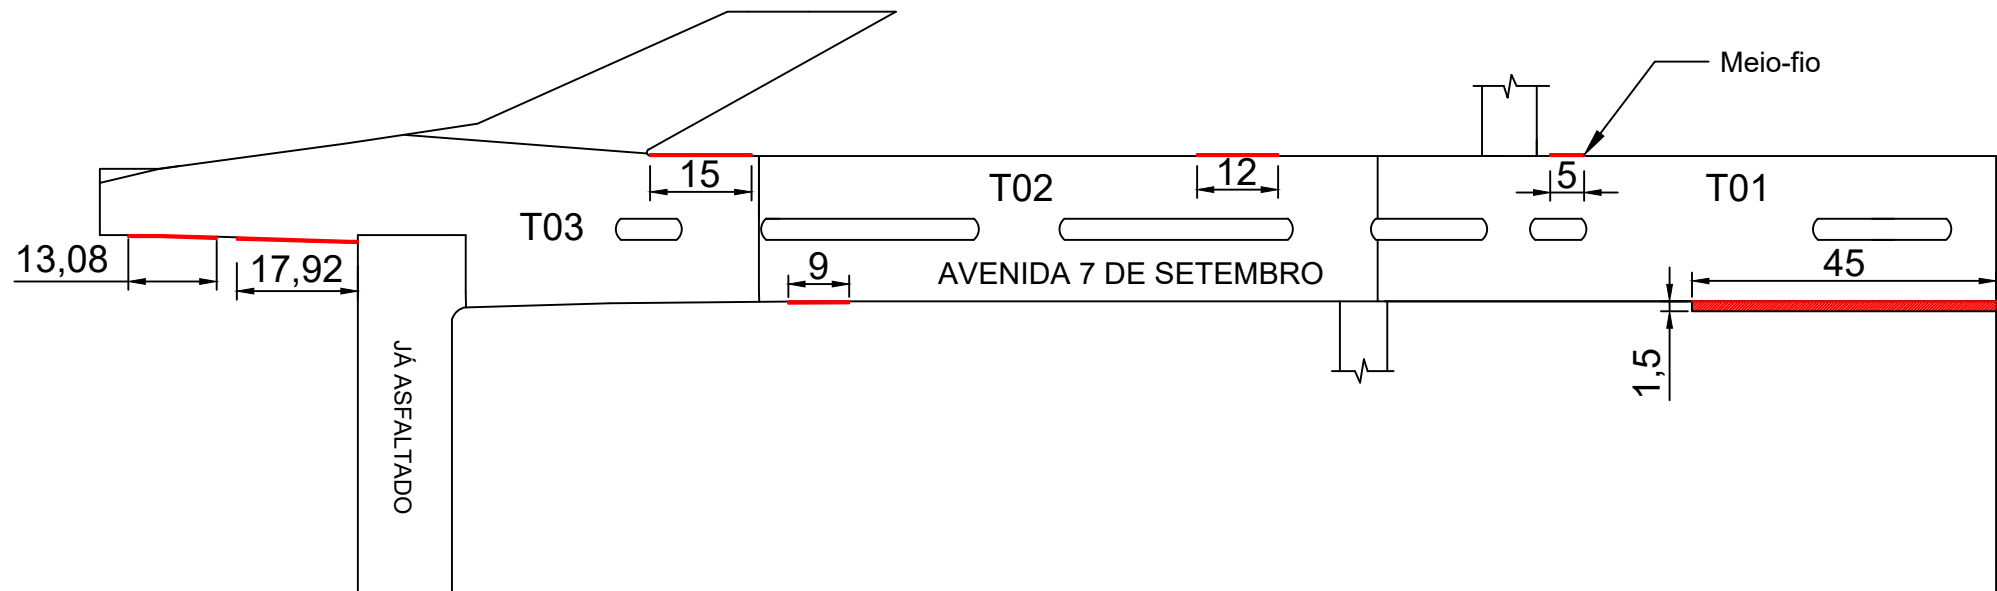 Meio-fio
15
T02
12
5
T01
T03
13,08
17,92
9
AVENIDA 7 DE SETEMBRO
45
1,5
JÁ ASFALTADO